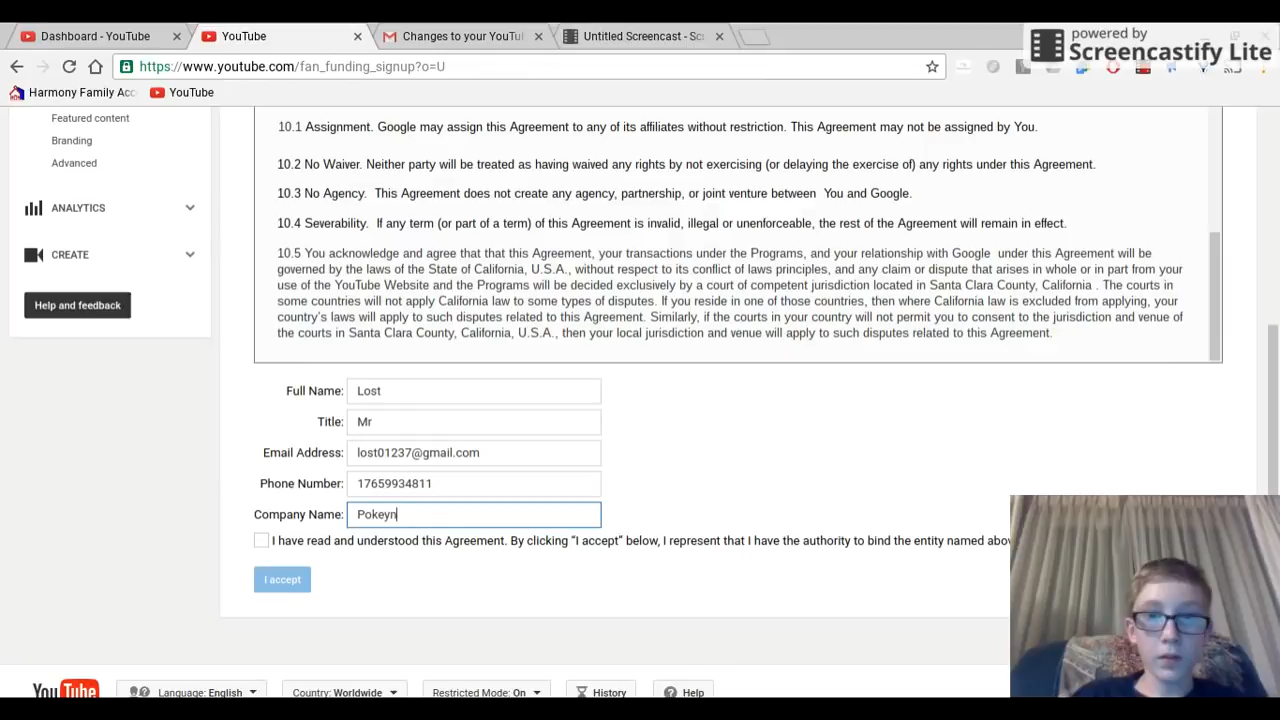 Dashboard - YouTube
YouTube
Changes to your YouTu
Untitled Screencast - Scr
powered by
Screencastify Lite
https://www.youtube.com/fan_funding_signup?o=U
Harmony Family Acc
YouTube
Featured content
Branding
Advanced
ANALYTICS
CREATE
Help and feedback
10.1 Assignment. Google may assign this Agreement to any of its affiliates without restriction. This Agreement may not be assigned by You.
10.2 No Waiver. Neither party will be treated as having waived any rights by not exercising (or delaying the exercise of) any rights under this Agreement.
10.3 No Agency. This Agreement does not create any agency, partnership, or joint venture between You and Google.
10.4 Severability. If any term (or part of a term) of this Agreement is invalid, illegal or unenforceable, the rest of the Agreement will remain in effect.
10.5 You acknowledge and agree that that this Agreement, your transactions under the Programs, and your relationship with Google under this Agreement will be
governed by the laws of the State of California, U.S.A., without respect to its conflict of laws principles, and any claim or dispute that arises in whole or in part from your
use of the YouTube Website and the Programs will be decided exclusively by a court of competent jurisdiction located in Santa Clara County, California . The courts in
some countries will not apply California law to some types of disputes. If you reside in one of those countries, then where California law is excluded from applying, your
country's laws will apply to such disputes related to this Agreement. Similarly, if the courts in your country will not permit you to consent to the jurisdiction and venue of
the courts in Santa Clara County, California, U.S.A., then your local jurisdiction and venue will apply to such disputes related to this Agreement.
Full Name: Lost
Title: Mr
Email Address: lost01237@gmail.com
Phone Number: 17659934811
Company Name: Pokeyn
I have read and understood this Agreement. By clicking "I accept" below, I represent that I have the authority to bind the entity named abov
I accept
YouTube
Language: English
Country: Worldwide
Restricted Mode: On
History
Help